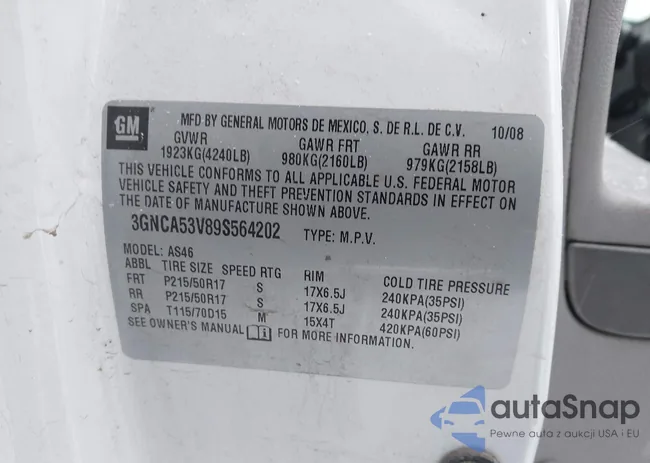 GM
MFD BY GENERAL MOTORS DE MEXICO, S. DE R.L. DE C.V. 10/08
GVWR GAWR FRT GAWR RR
1923KG(4240LB) 980KG(2160LB) 979KG(2158LB)
THIS VEHICLE CONFORMS TO ALL APPLICABLE U.S. FEDERAL MOTOR
VEHICLE SAFETY AND THEFT PREVENTION STANDARDS IN EFFECT ON
THE DATE OF MANUFACTURE SHOWN ABOVE.
3GNCA53V89S564202 TYPE: M.P.V.
MODEL: AS46
ABBL TIRE SIZE SPEED RTG RIM COLD TIRE PRESSURE
FRT P215/50R17 S 17X6.5J 240KPA(35PSI)
RR P215/50R17 S 17X6.5J 240KPA(35PSI)
SPA T115/70D15 M 15X4T 420KPA(60PSI)
SEE OWNER'S MANUAL FOR MORE INFORMATION.
autoSnap
Pewne auta z aukcji USA i EU